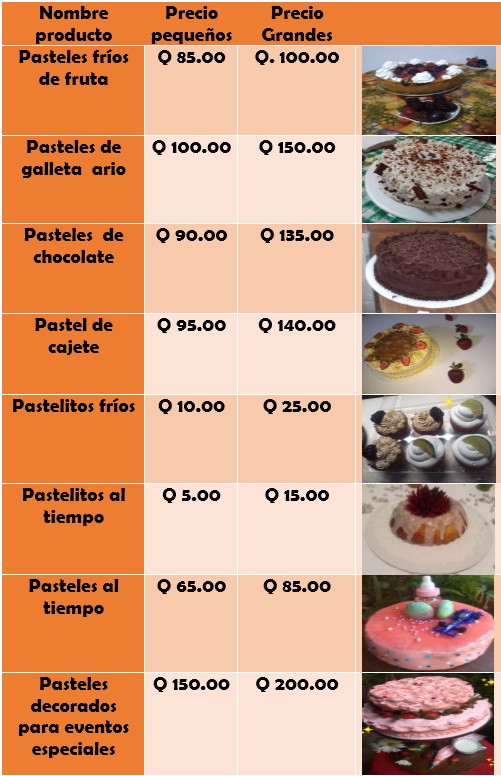 Nombre producto Precio pequeños Precio Grandes
Pasteles fríos de fruta Q 85.00 Q. 100.00
Pasteles de galleta ario Q 100.00 Q 150.00
Pasteles de chocolate Q 90.00 Q 135.00
Pastel de cajete Q 95.00 Q 140.00
Pastelitos fríos Q 10.00 Q 25.00
Pastelitos al tiempo Q 5.00 Q 15.00
Pasteles al tiempo Q 65.00 Q 85.00
Pasteles decorados para eventos especiales Q 150.00 Q 200.00